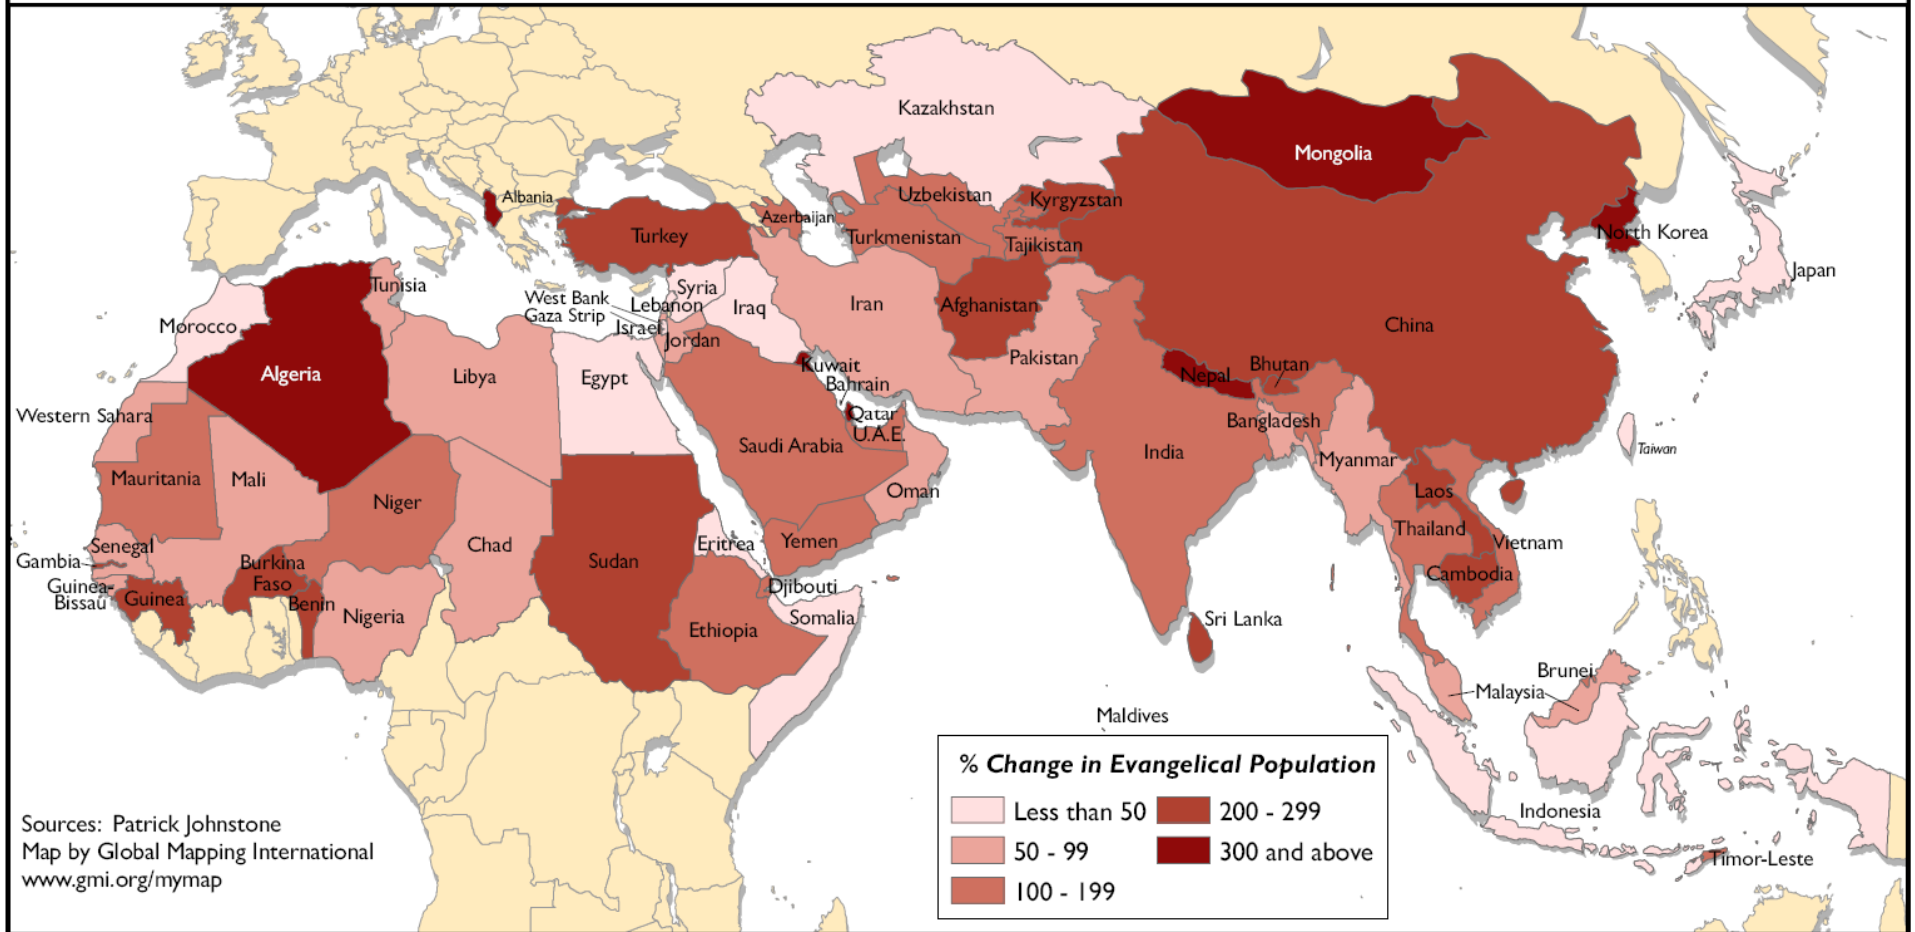 Kazakhstan
Mongolia
Albania
Uzbekistan
Kyrgyzstan
Azerbaijan
Turkey
Turkmenistan
Tajikistan
North Korea
Japan
Tunisia
Syria
West Bank
Gaza Strip
Lebanon
Iraq
Iran
Afghanistan
Morocco
Israel
Jordan
China
Pakistan
Algeria
Libya
Egypt
Kuwait
Bahrain
Nepal
Bhutan
Western Sahara
Qatar
U.A.E.
Bangladesh
Saudi Arabia
India
Taiwan
Mauritania
Mali
Myanmar
Niger
Oman
Laos
Senegal
Chad
Eritrea
Yemen
Thailand
Vietnam
Gambia
Burkina
Faso
Sudan
Guinea-
Bissau
Guinea
Benin
Djibouti
Cambodia
Nigeria
Ethiopia
Somalia
Sri Lanka
Brunei
Malaysia
Maldives
Indonesia
Timor-Leste
% Change in Evangelical Population
Less than 50
200 - 299
50 - 99
300 and above
100 - 199
Sources: Patrick Johnstone
Map by Global Mapping International
www.gmi.org/mymap